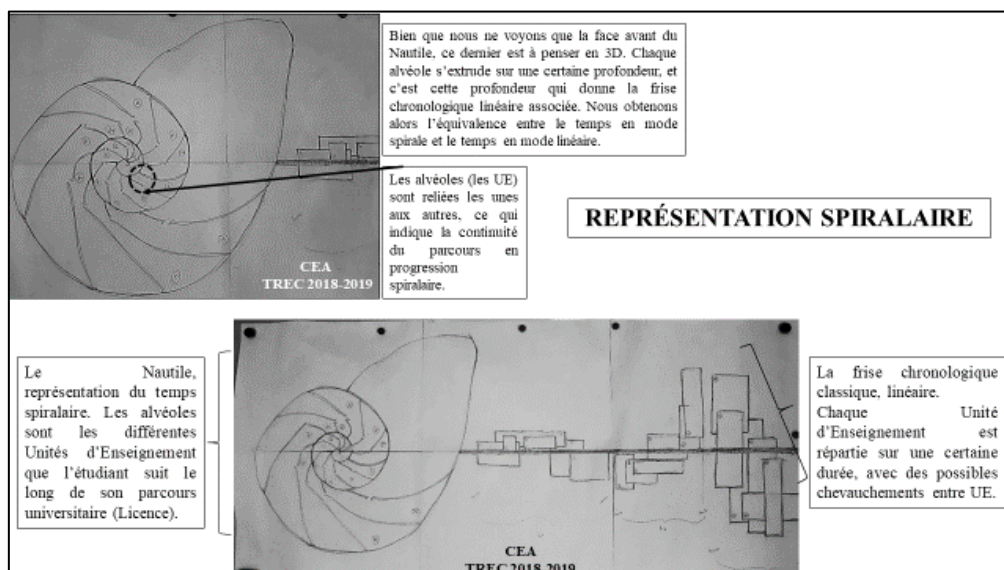 Bien que nous ne voyons que la face avant du
Nautile, ce dernier est à penser en 3D. Chaque
alvéole s'extrude sur une certaine profondeur, et
c'est cette profondeur qui donne la frise
chronologique linéaire associée. Nous obtenons
alors l'équivalence entre le temps en mode
spirale et le temps en mode linéaire.
Les alvéoles (les UE)
sont reliées les unes
aux autres, ce qui
indique la continuité
du parcours en
progression
spiralaire.
REPRÉSENTATION SPIRALAIRE
CEA
TREC 2018-2019
Le Nautile,
représentation du temps
spiralaire. Les alvéoles
sont les différentes
Unités d'Enseignement
que l'étudiant suit le
long de son parcours
universitaire (Licence).
La frise chronologique
classique, linéaire.
Chaque Unité
d'Enseignement est
répartie sur une certaine
durée, avec des possibles
chevauchements entre UE.
CEA
TREC 2018-2019